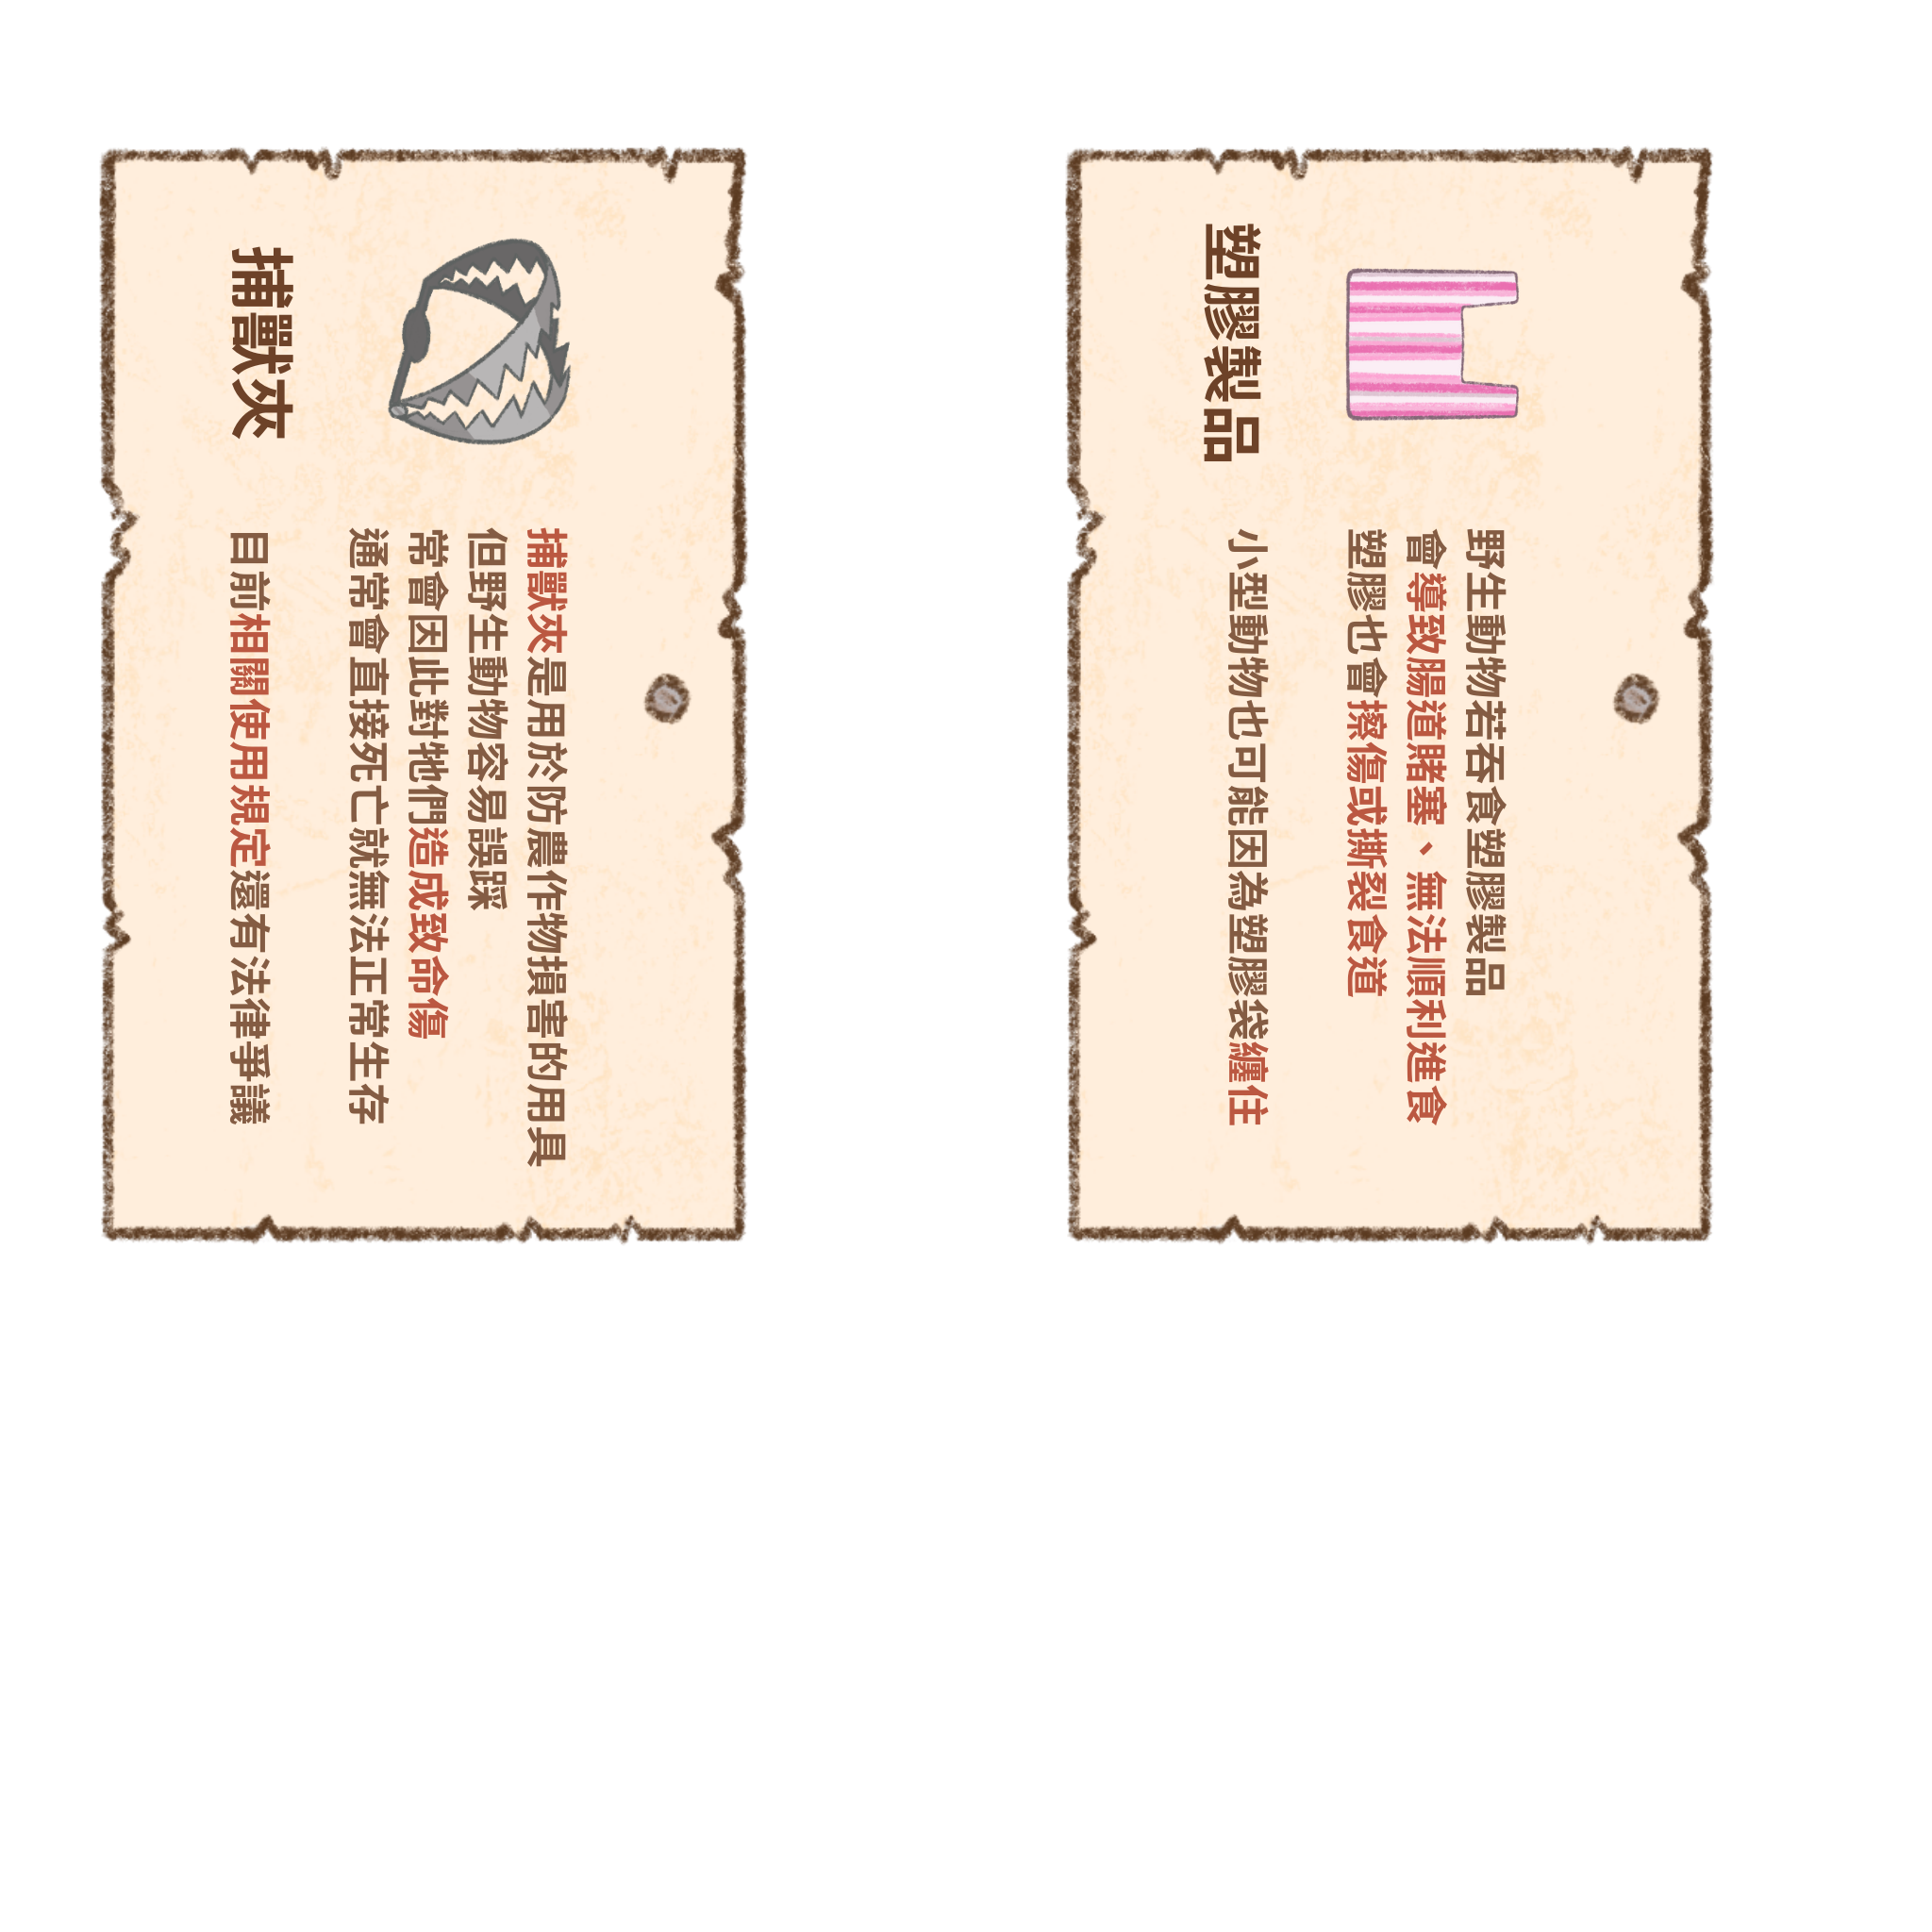 捕獸夾
捕獸夾是用於防農作物損害的用具
但野生動物容易誤踩
常會因此對牠們造成致命傷
通常會直接死亡就無法正常生存
目前相關使用規定還有法律爭議
塑膠製品
野生動物若吞食塑膠製品
會導致腸道賭塞、無法順利進食
塑膠也會擦傷或撕裂食道
小型動物也可能因為塑膠袋纏住